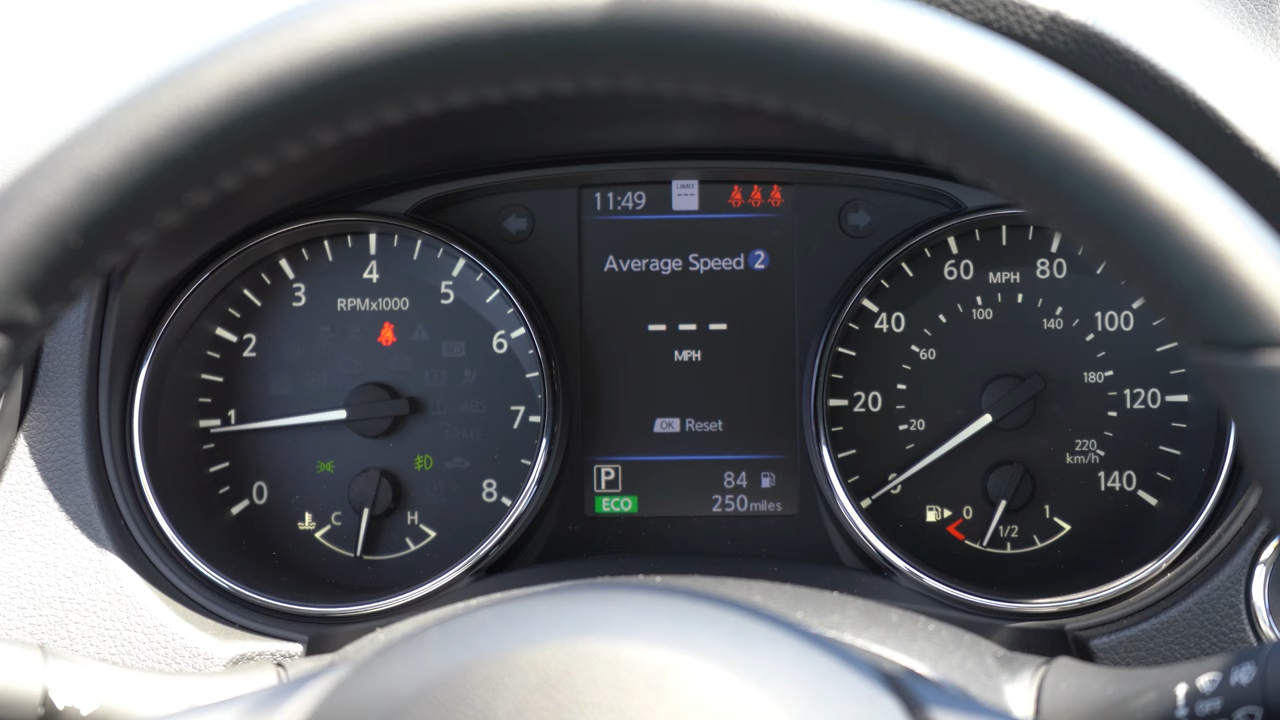 11:49
LIMIT
---
Average Speed 2
--- 
MPH
OK Reset
P
84
ECO
250 miles
0
1
2
3
4
5
6
7
8
RPMx1000
C
H
ABS
BRAKE
20
40
60
80
100
120
140
MPH
20
60
100
140
180
220
km/h
0
1/2
1
OFF